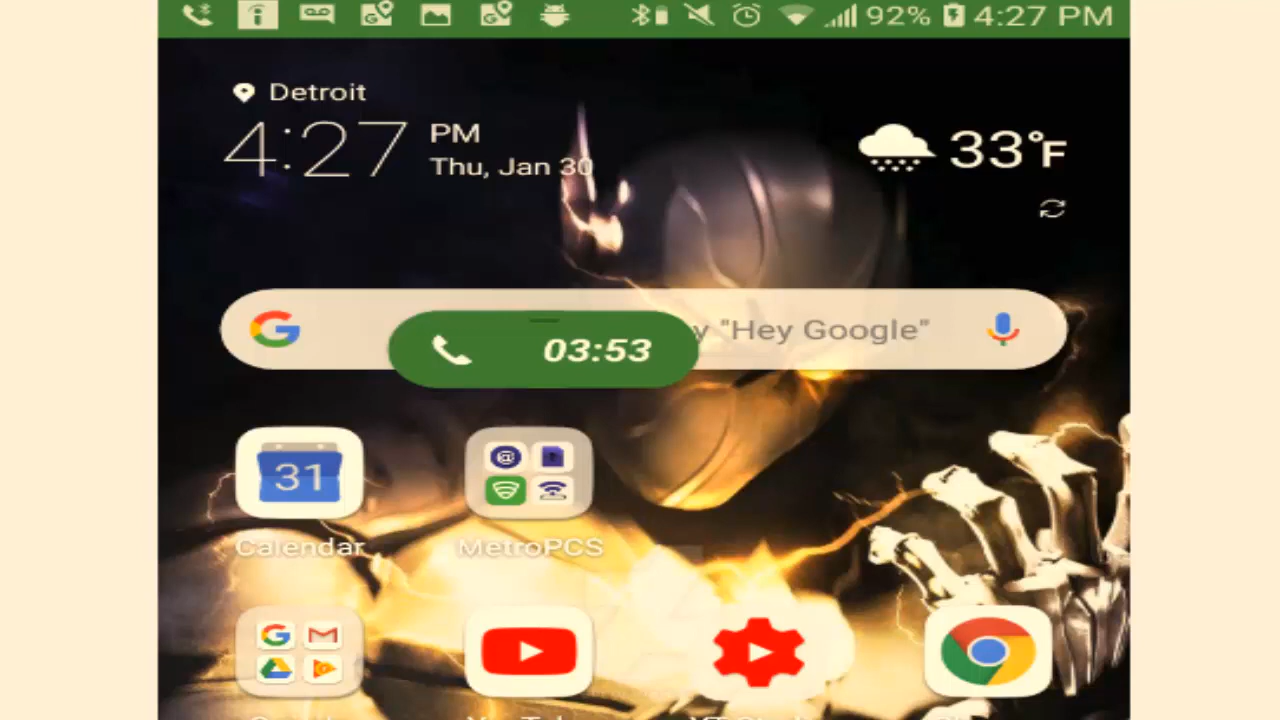 92% 4:27 PM
Detroit
4:27 PM
Thu, Jan 30
33°F
"Hey Google"
03:53
31
Calendar
MetroPCS